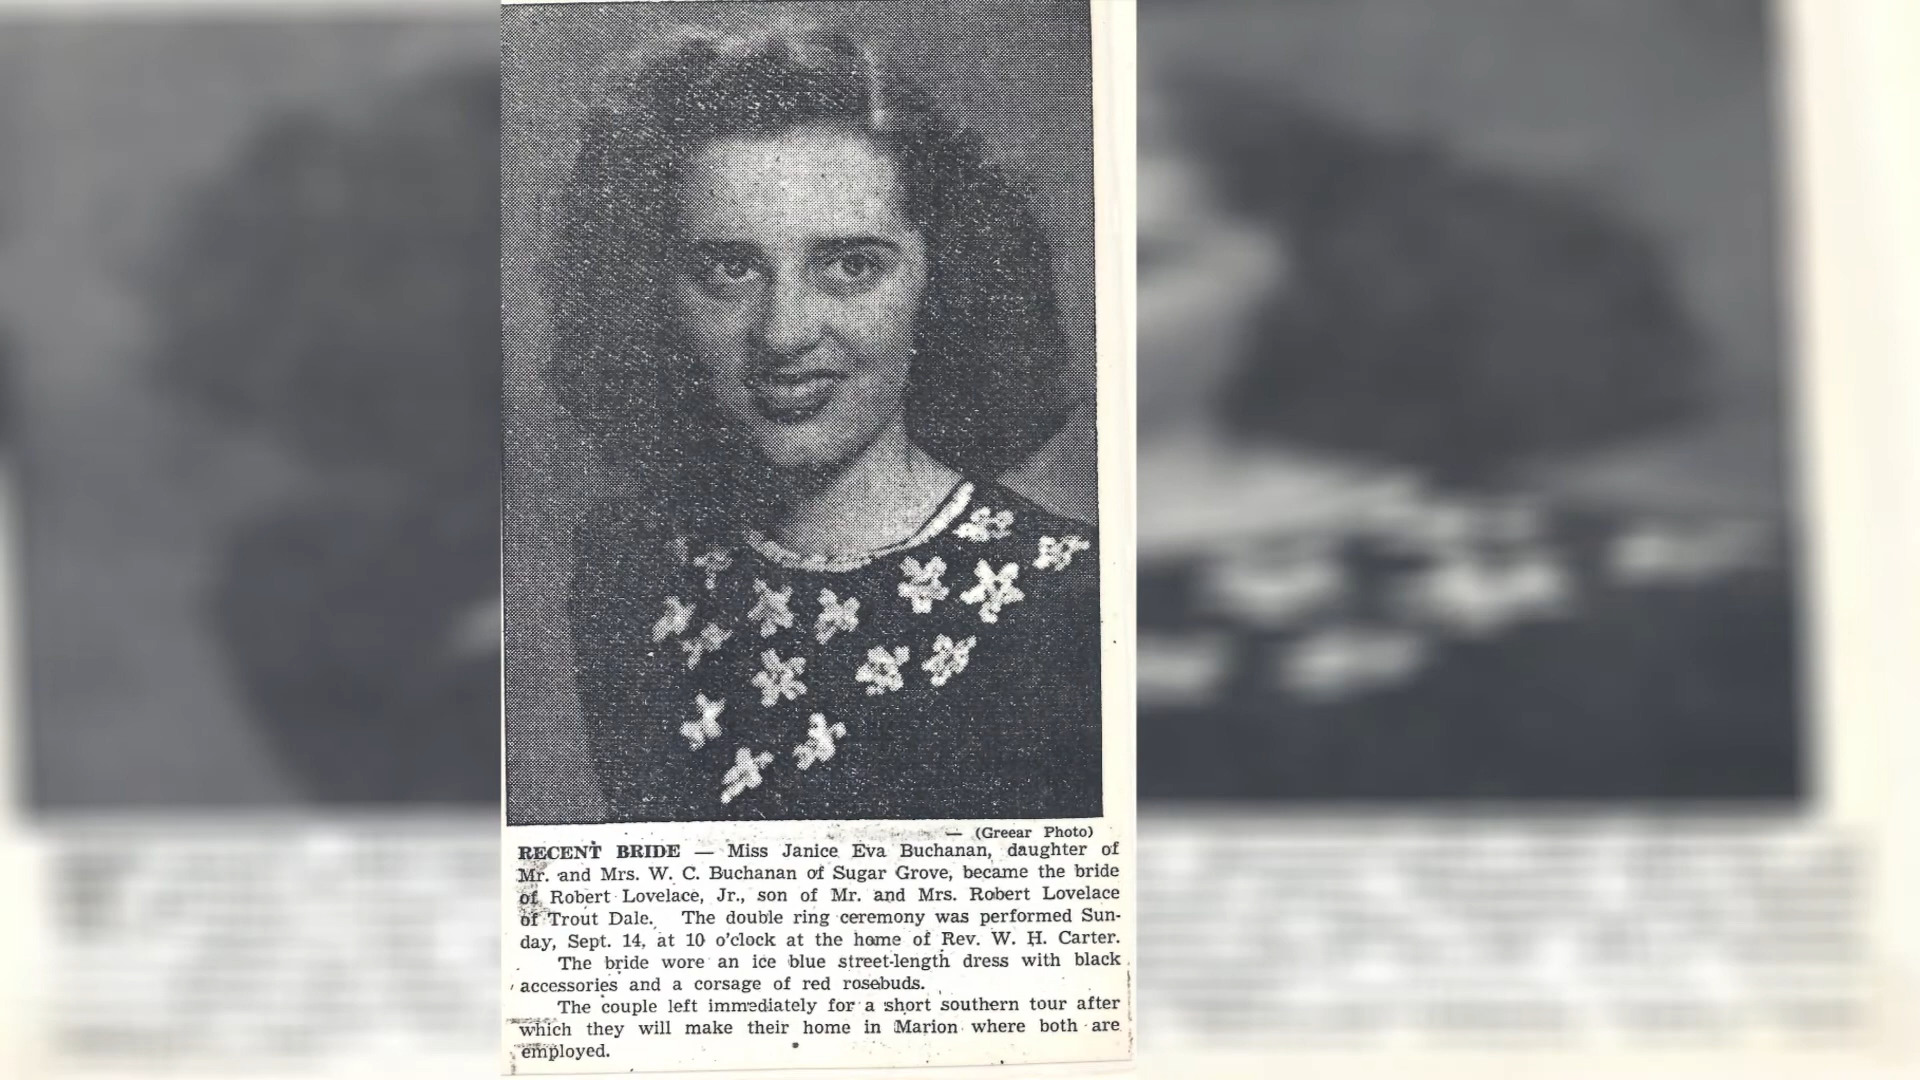 — (Greear Photo)
RECENT BRIDE — Miss Janice Eva Buchanan, daughter of
Mr. and Mrs. W. C. Buchanan of Sugar Grove, became the bride
of Robert Lovelace, Jr., son of Mr. and Mrs. Robert Lovelace
of Trout Dale. The double ring ceremony was performed Sun-
day, Sept. 14, at 10 o'clock at the home of Rev. W. H. Carter.
The bride wore an ice blue street-length dress with black
accessories and a corsage of red rosebuds.
The couple left immediately for a short southern tour after
which they will make their home in Marion where both are
employed.